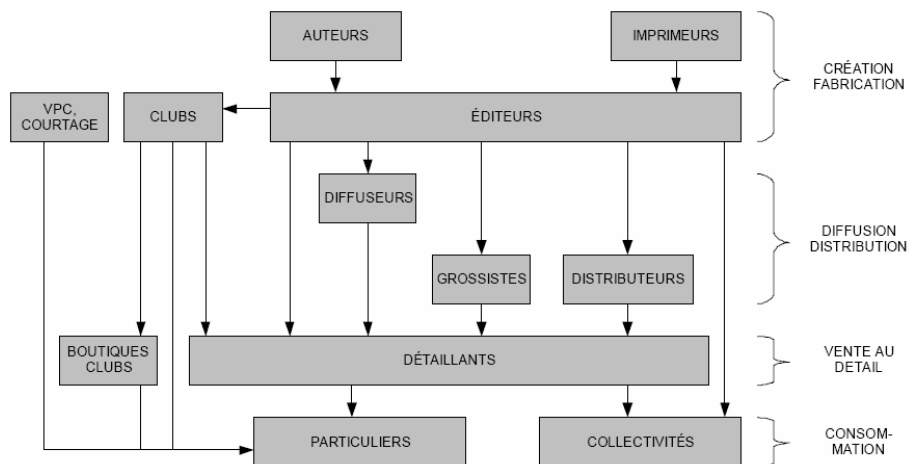 AUTEURS
IMPRIMEURS
CRÉATION
FABRICATION
VPC,
COURTAGE
CLUBS
ÉDITEURS
DIFFUSEURS
DIFFUSION
DISTRIBUTION
GROSSISTES
DISTRIBUTEURS
BOUTIQUES
CLUBS
DÉTAILLANTS
VENTE AU
DETAIL
PARTICULIERS
COLLECTIVITÉS
CONSOM-
MATION